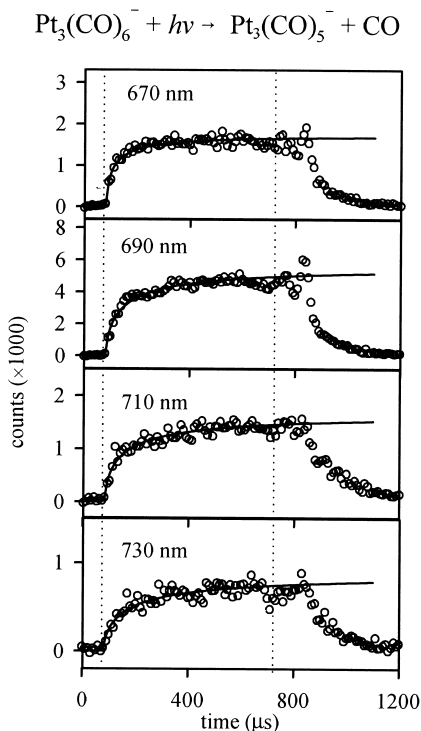 Pt₃(CO)₆⁻ + hν → Pt₃(CO)₅⁻ + CO
3
670 nm
2
1
0
8
690 nm
6
4
2
0
counts (×1000)
2
710 nm
1
0
730 nm
1
0
0 400 800 1200
time (μs)